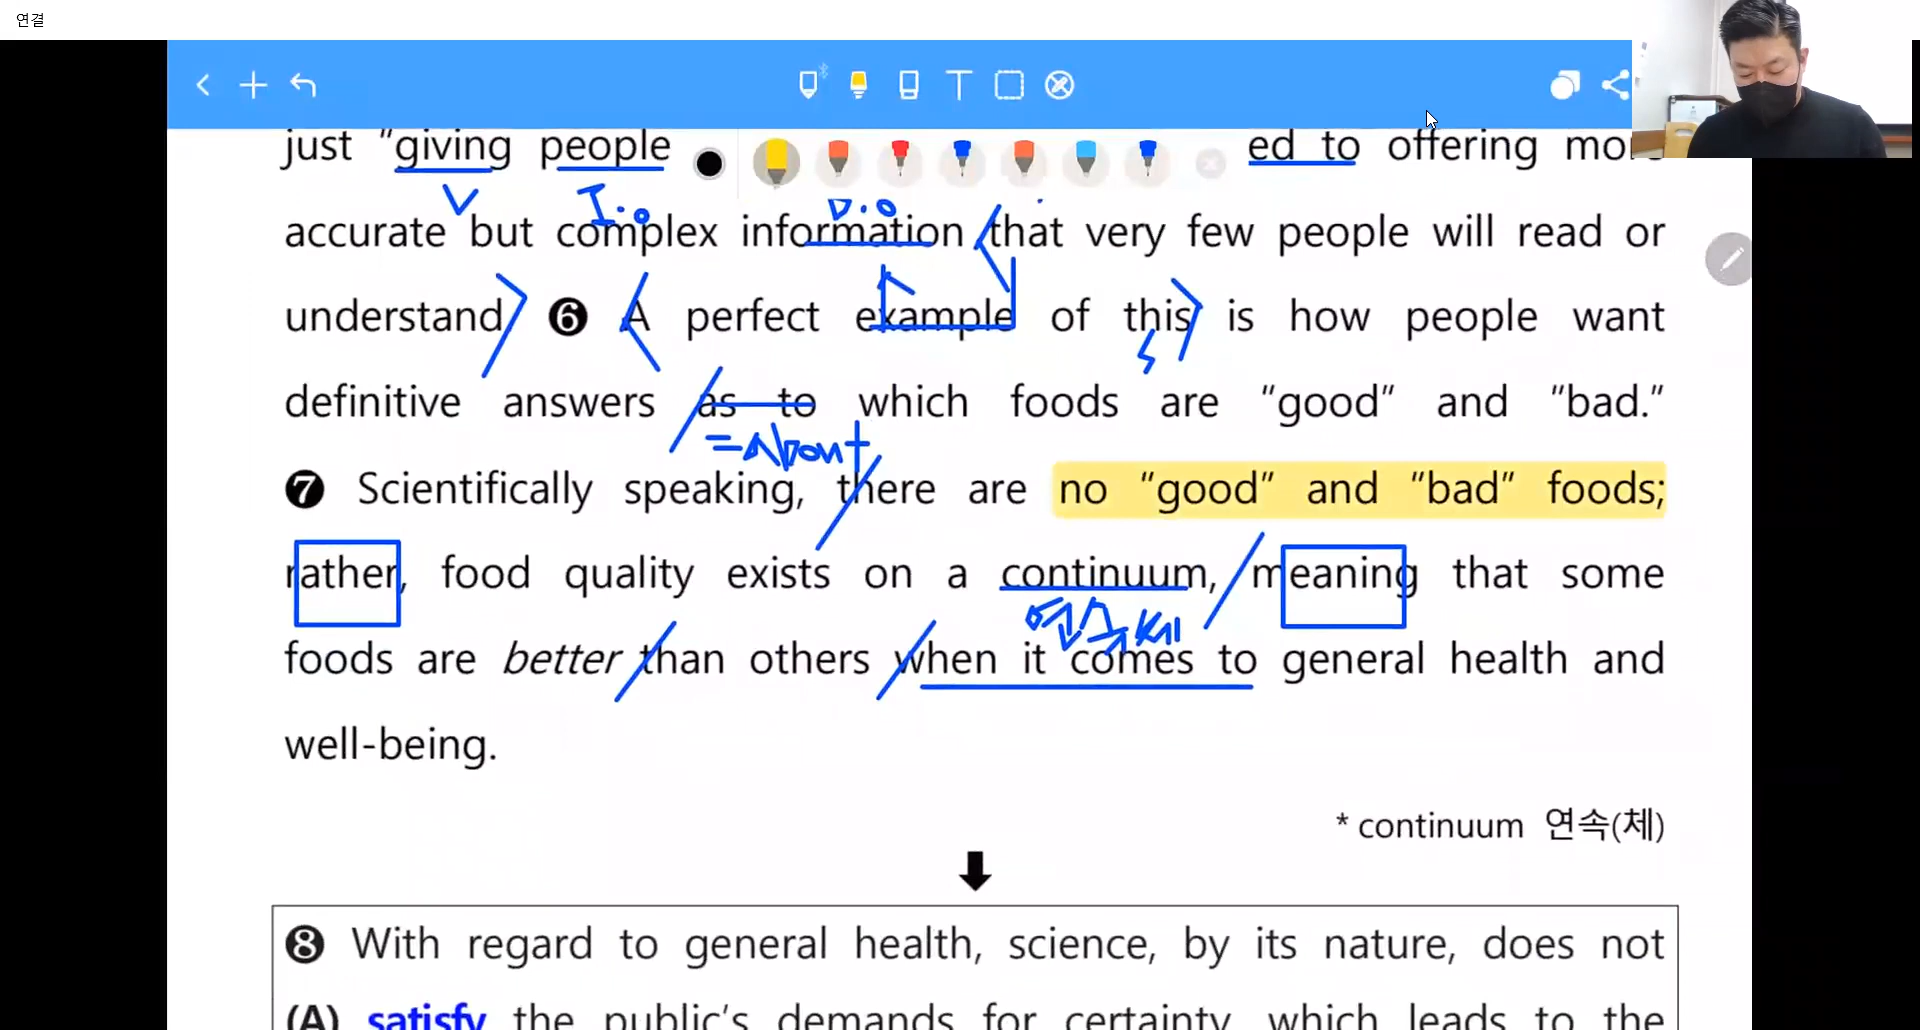 연결
just “giving people ed to offering more
V I.O D.O
accurate but complex information that very few people will read or
understand. ❻ A perfect example of this is how people want
definitive answers as to which foods are “good” and “bad.”
=About
❼ Scientifically speaking, there are no “good” and “bad” foods;
rather, food quality exists on a continuum, meaning that some
연속체
foods are better than others when it comes to general health and
well-being.
* continuum 연속(체)
❽ With regard to general health, science, by its nature, does not
(A) satisfy the public’s demands for certainty, which leads to the